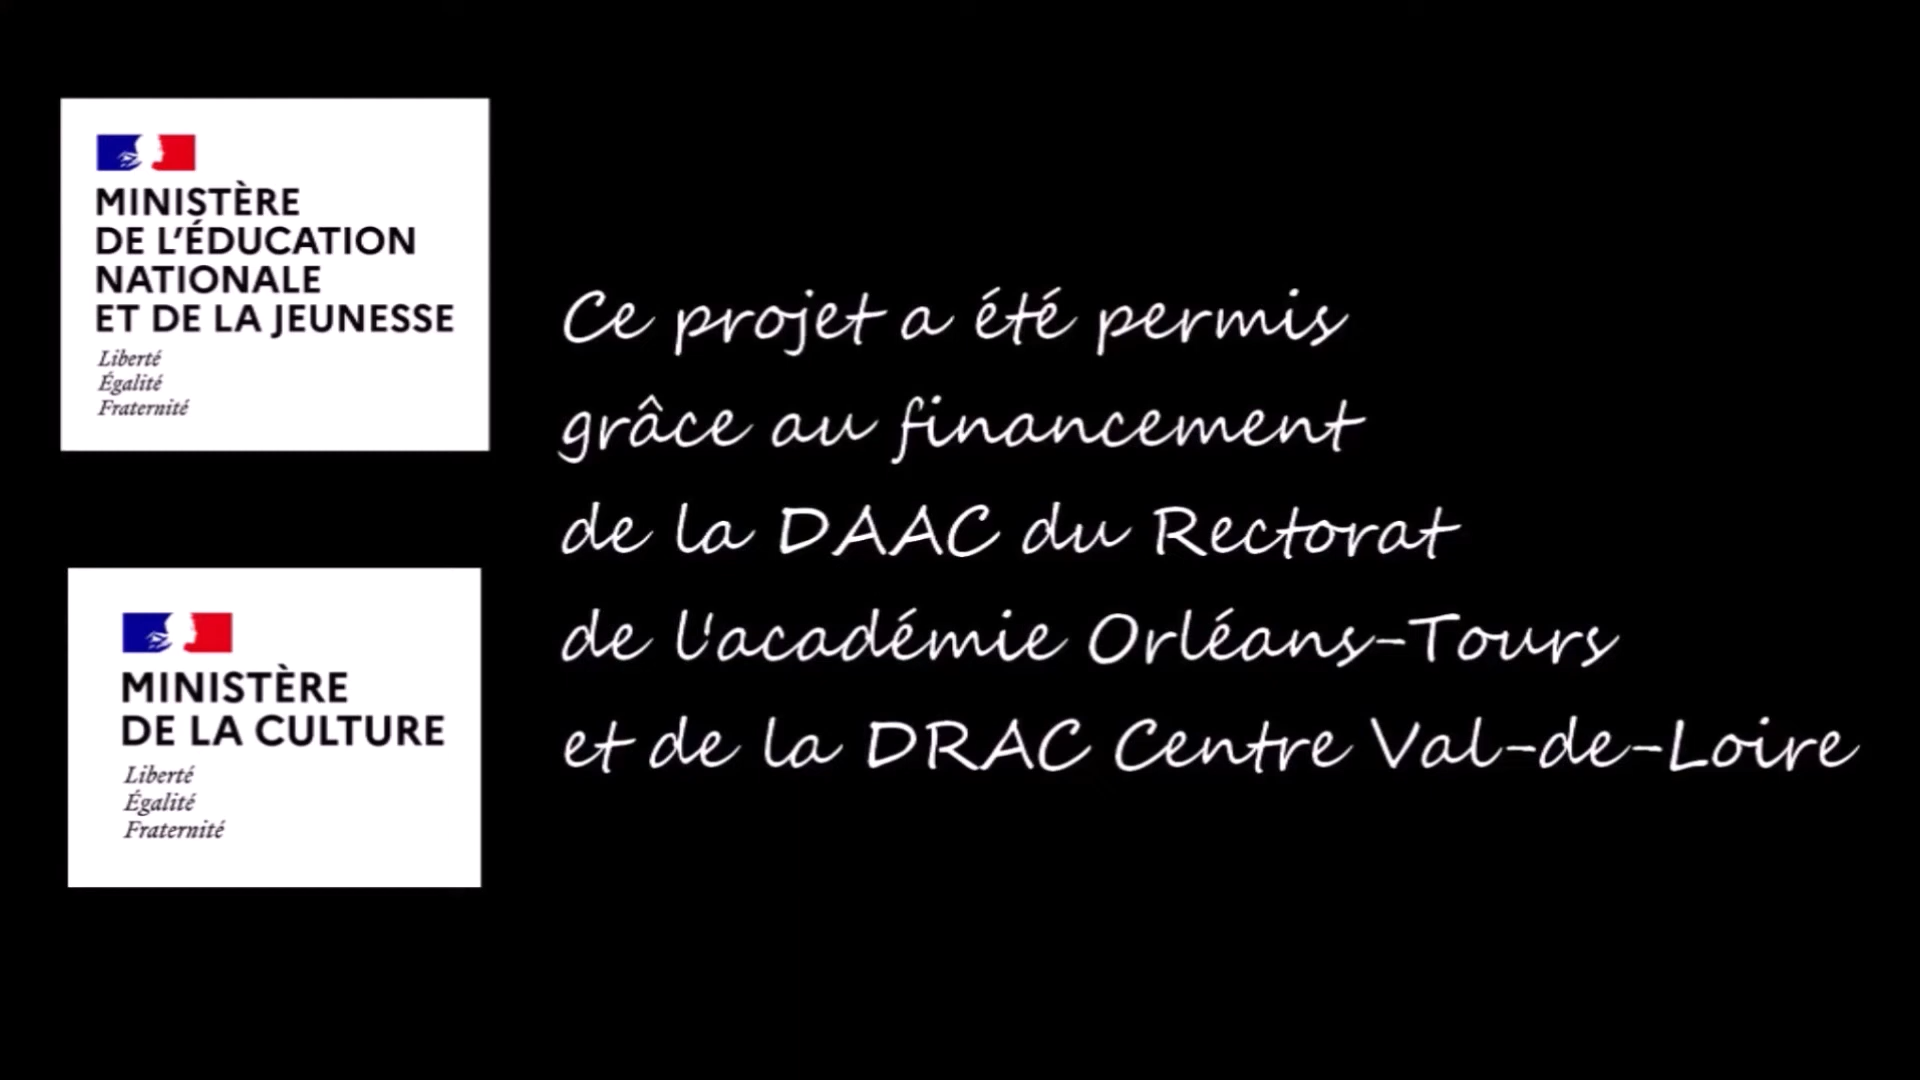 MINISTÈRE
DE L'ÉDUCATION
NATIONALE
ET DE LA JEUNESSE
Liberté
Égalité
Fraternité
MINISTÈRE
DE LA CULTURE
Liberté
Égalité
Fraternité
Ce projet a été permis
grâce au financement
de la DAAC du Rectorat
de l'académie Orléans-Tours
et de la DRAC Centre Val-de-Loire